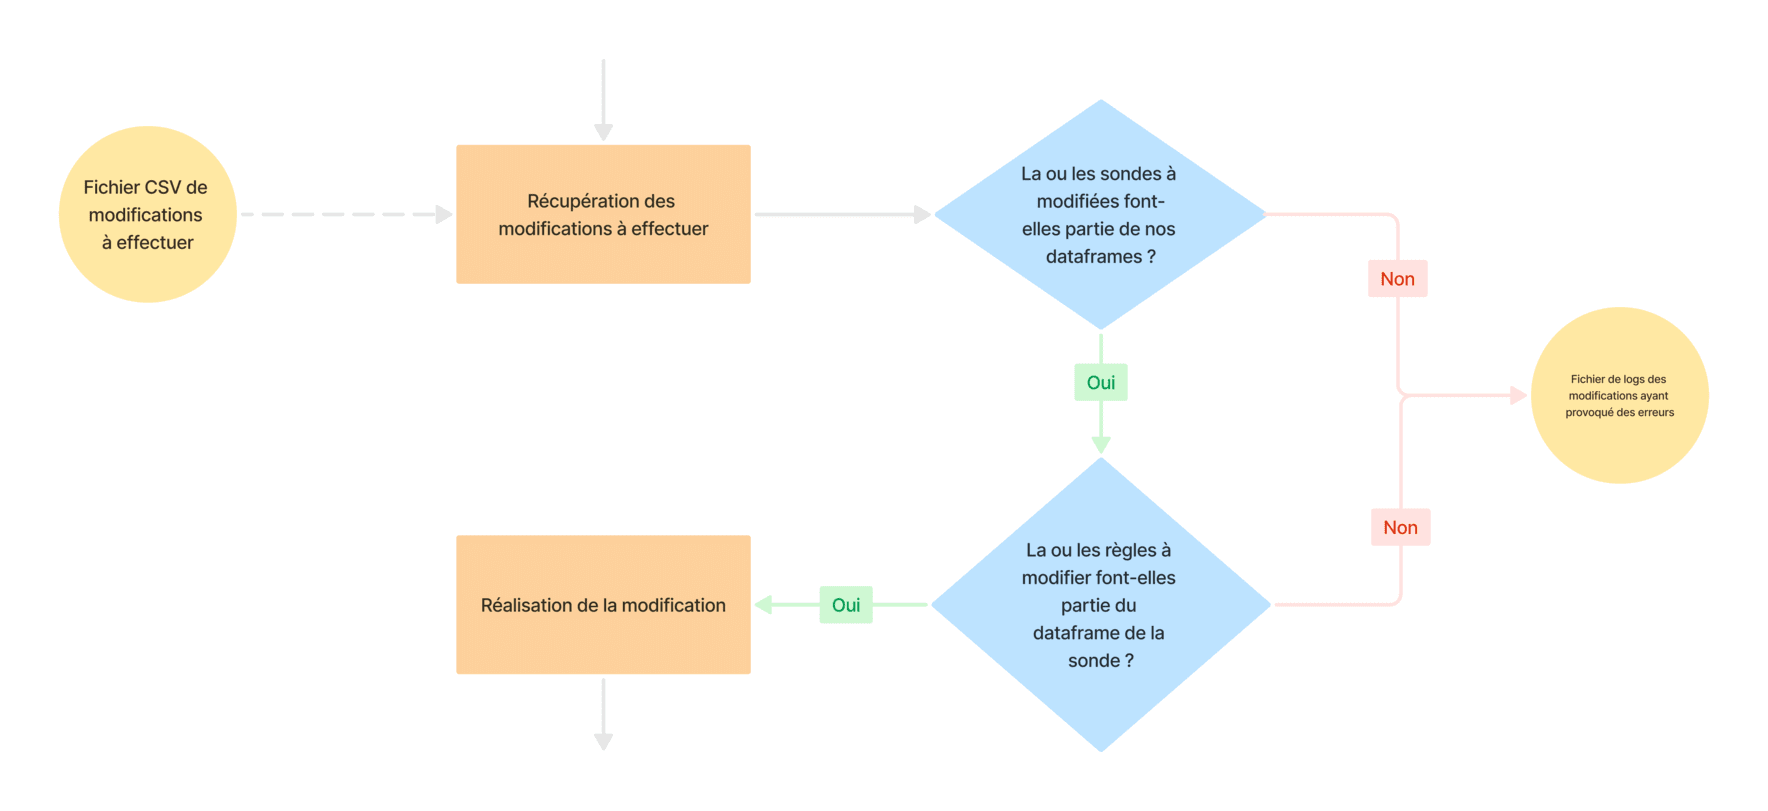 Fichier CSV de
modifications
à effectuer
Récupération des
modifications à effectuer
La ou les sondes à
modifiées font-
elles partie de nos
dataframes ?
Non
Fichier de logs des
modifications ayant
provoqué des erreurs
Oui
La ou les règles à
modifier font-elles
partie du
dataframe de la
sonde ?
Non
Oui
Réalisation de la modification